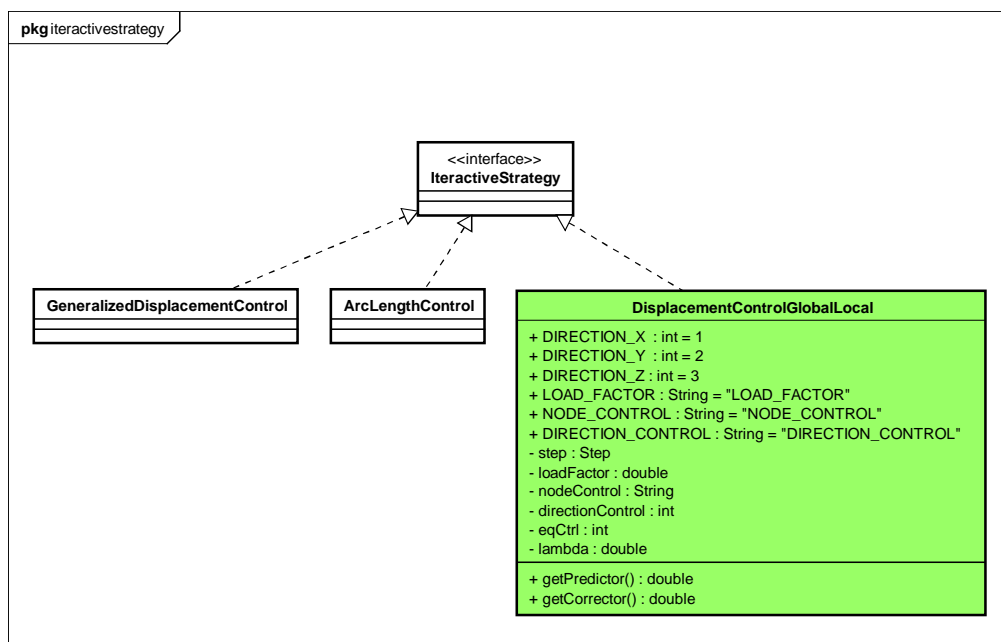 pkg iteractivestrategy
<<interface>>
IteractiveStrategy
GeneralizedDisplacementControl
ArcLengthControl
DisplacementControlGlobalLocal
+ DIRECTION_X : int = 1
+ DIRECTION_Y : int = 2
+ DIRECTION_Z : int = 3
+ LOAD_FACTOR : String = "LOAD_FACTOR"
+ NODE_CONTROL : String = "NODE_CONTROL"
+ DIRECTION_CONTROL : String = "DIRECTION_CONTROL"
- step : Step
- loadFactor : double
- nodeControl : String
- directionControl : int
- eqCtrl : int
- lambda : double
+ getPredictor() : double
+ getCorrector() : double